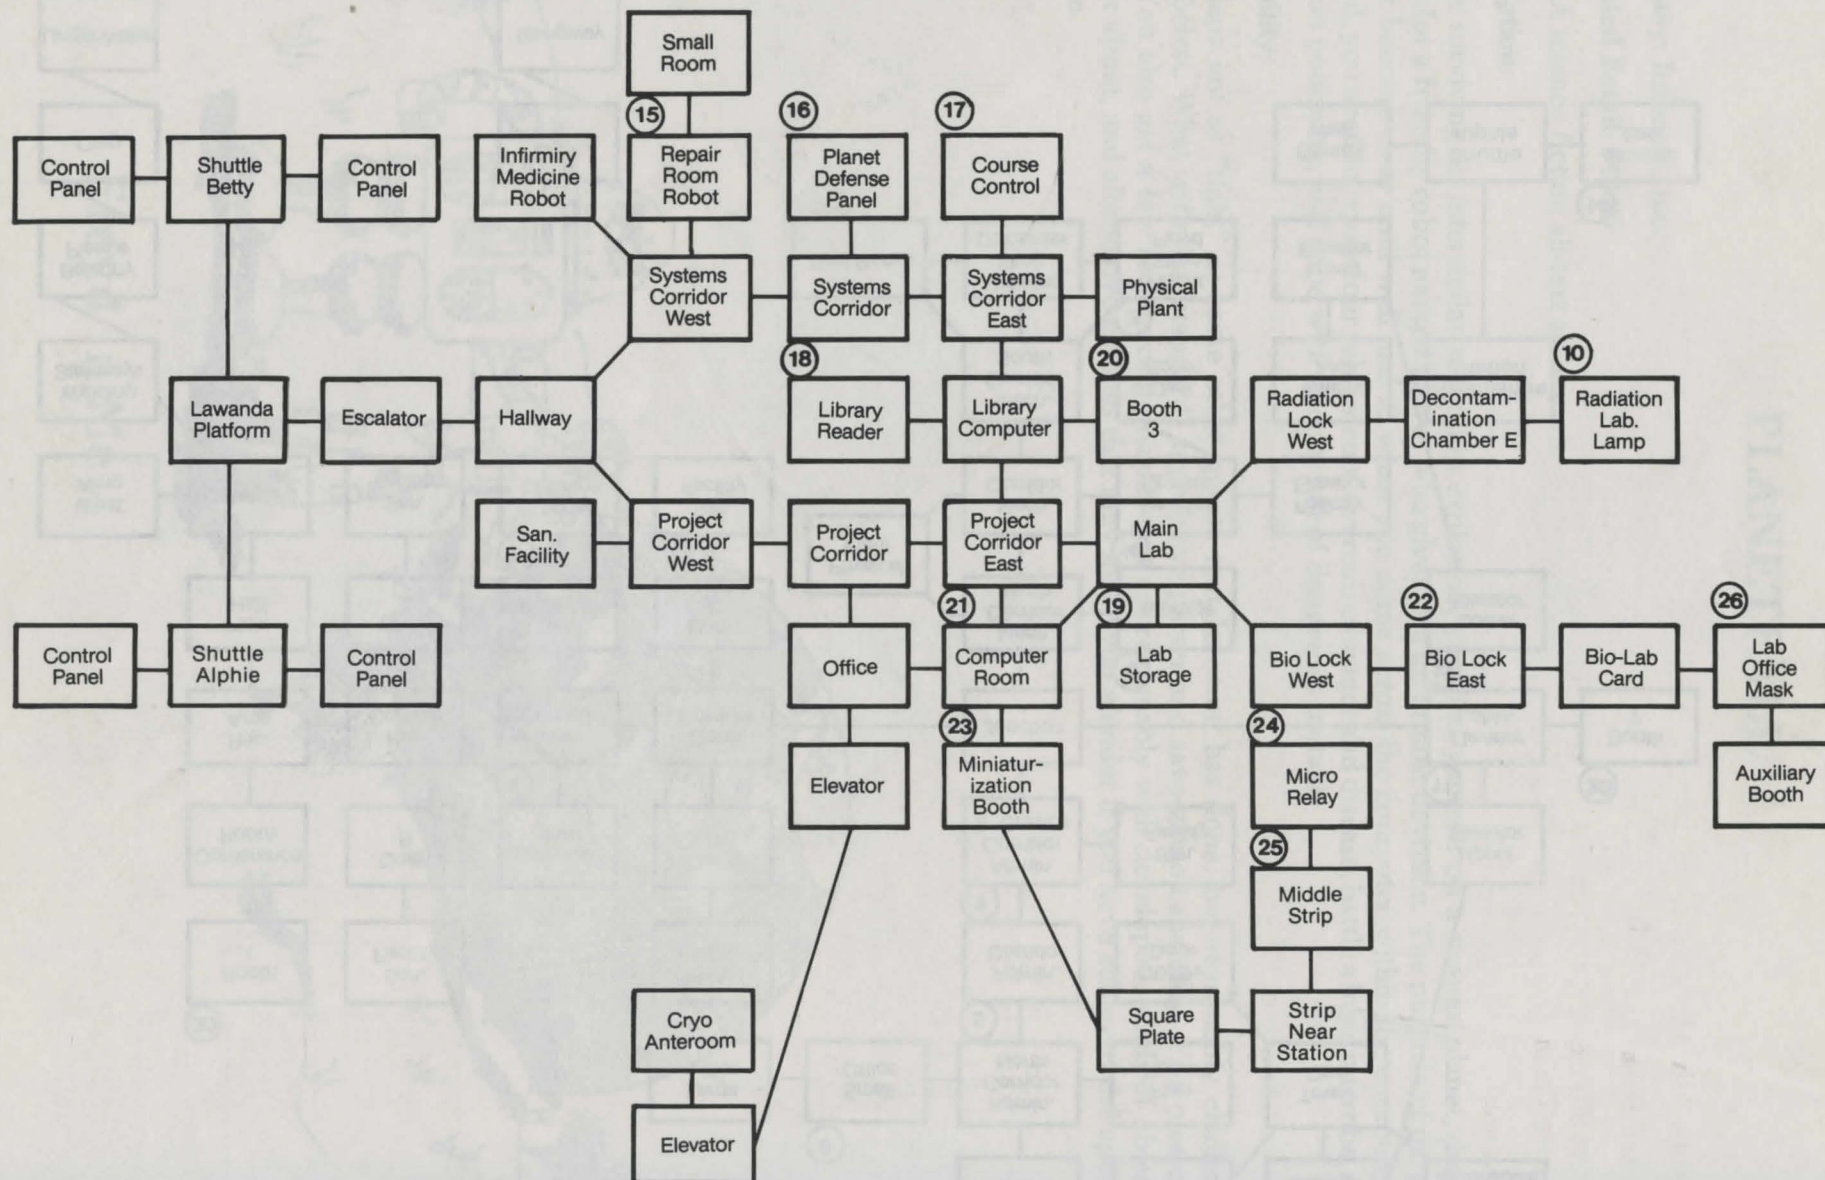 Small
Room
15
16
17
Control
Panel
Shuttle
Betty
Control
Panel
Infirmiry
Medicine
Robot
Repair
Room
Robot
Planet
Defense
Panel
Course
Control
Systems
Corridor
West
Systems
Corridor
Systems
Corridor
East
Physical
Plant
18
20
10
Lawanda
Platform
Escalator
Hallway
Library
Reader
Library
Computer
Booth
3
Radiation
Lock
West
Decontam-
ination
Chamber E
Radiation
Lab.
Lamp
San.
Facility
Project
Corridor
West
Project
Corridor
Project
Corridor
East
Main
Lab
21
19
22
26
Control
Panel
Shuttle
Alphie
Control
Panel
Office
Computer
Room
Lab
Storage
Bio Lock
West
Bio Lock
East
Bio-Lab
Card
Lab
Office
Mask
23
24
Elevator
Miniatur-
ization
Booth
Micro
Relay
Auxiliary
Booth
25
Middle
Strip
Cryo
Anteroom
Square
Plate
Strip
Near
Station
Elevator